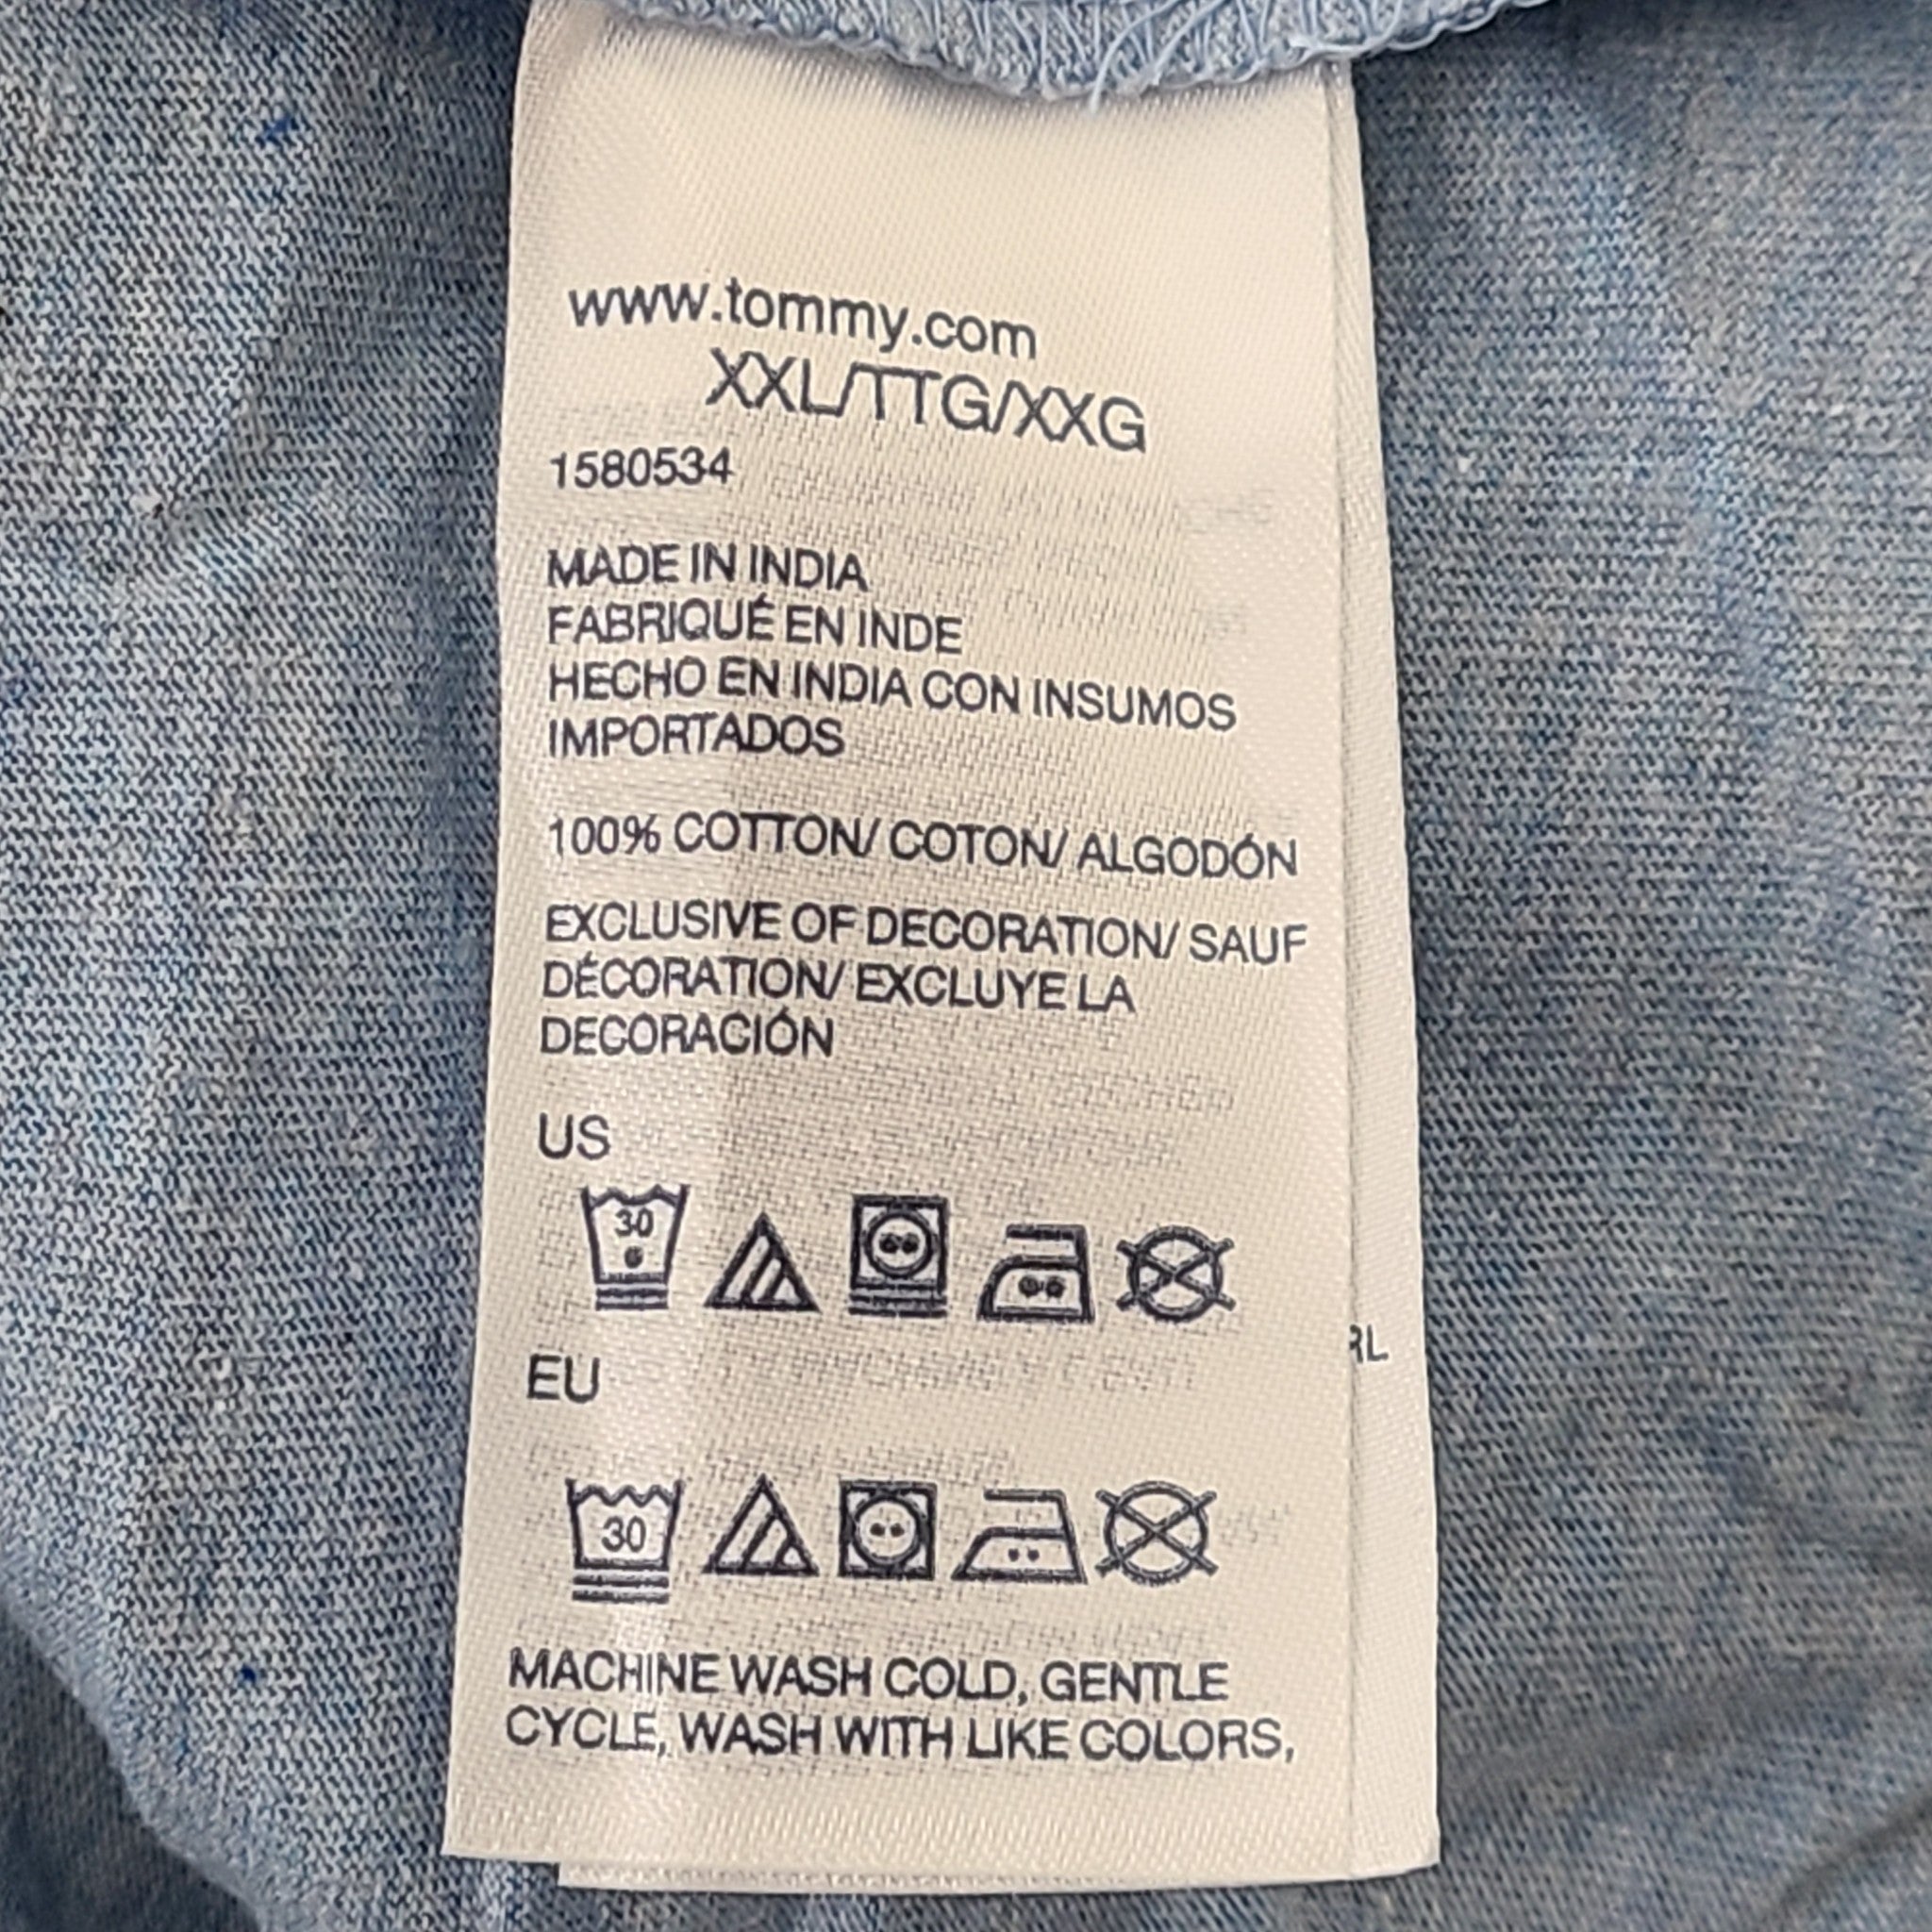 www.tommy.com
XXL/TTG/XXG
1580534
MADE IN INDIA
FABRIQUÉ EN INDE
HECHO EN INDIA CON INSUMOS
IMPORTADOS
100% COTTON/ COTON/ ALGODÓN
EXCLUSIVE OF DECORATION/ SAUF
DÉCORATION/ EXCLUYE LA
DECORACIÓN
US
30
EU
30
MACHINE WASH COLD, GENTLE
CYCLE, WASH WITH LIKE COLORS,